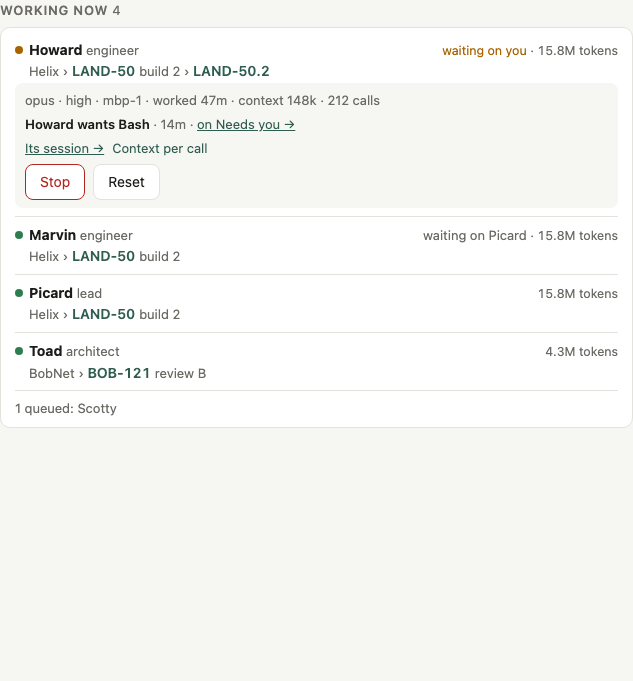 WORKING NOW 4
Howard engineer waiting on you · 15.8M tokens
Helix › LAND-50 build 2 › LAND-50.2
opus · high · mbp-1 · worked 47m · context 148k · 212 calls
Howard wants Bash · 14m · on Needs you →
Its session → Context per call
Stop Reset
Marvin engineer waiting on Picard · 15.8M tokens
Helix › LAND-50 build 2
Picard lead 15.8M tokens
Helix › LAND-50 build 2
Toad architect 4.3M tokens
BobNet › BOB-121 review B
1 queued: Scotty